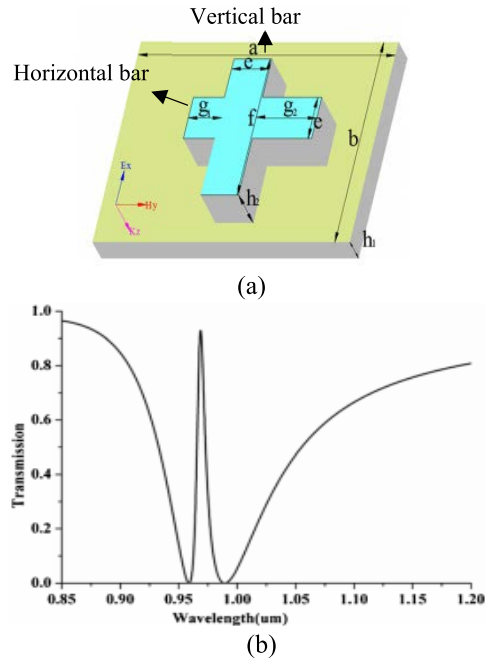 Vertical bar
a
e
Horizontal bar
g1
f
g2
e
b
h2
h1
Ex
Hy
Kz
(a)
1.0
0.8
0.6
0.4
0.2
0.0
Transmission
0.85 0.90 0.95 1.00 1.05 1.10 1.15 1.20
Wavelength(um)
(b)